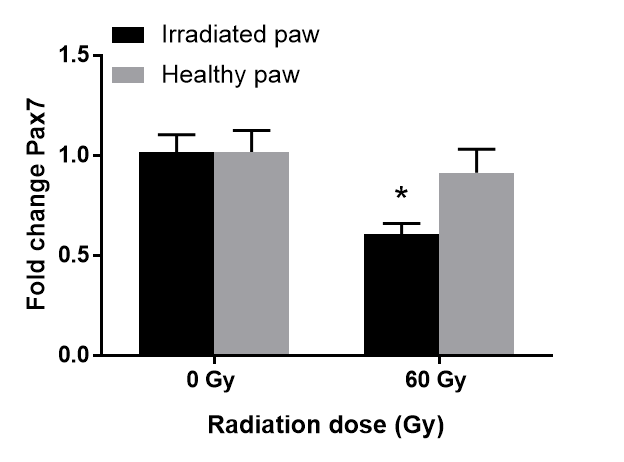 Irradiated paw
Healthy paw
Fold change Pax7
1.5
1.0
0.5
0.0
*
0 Gy
60 Gy
Radiation dose (Gy)